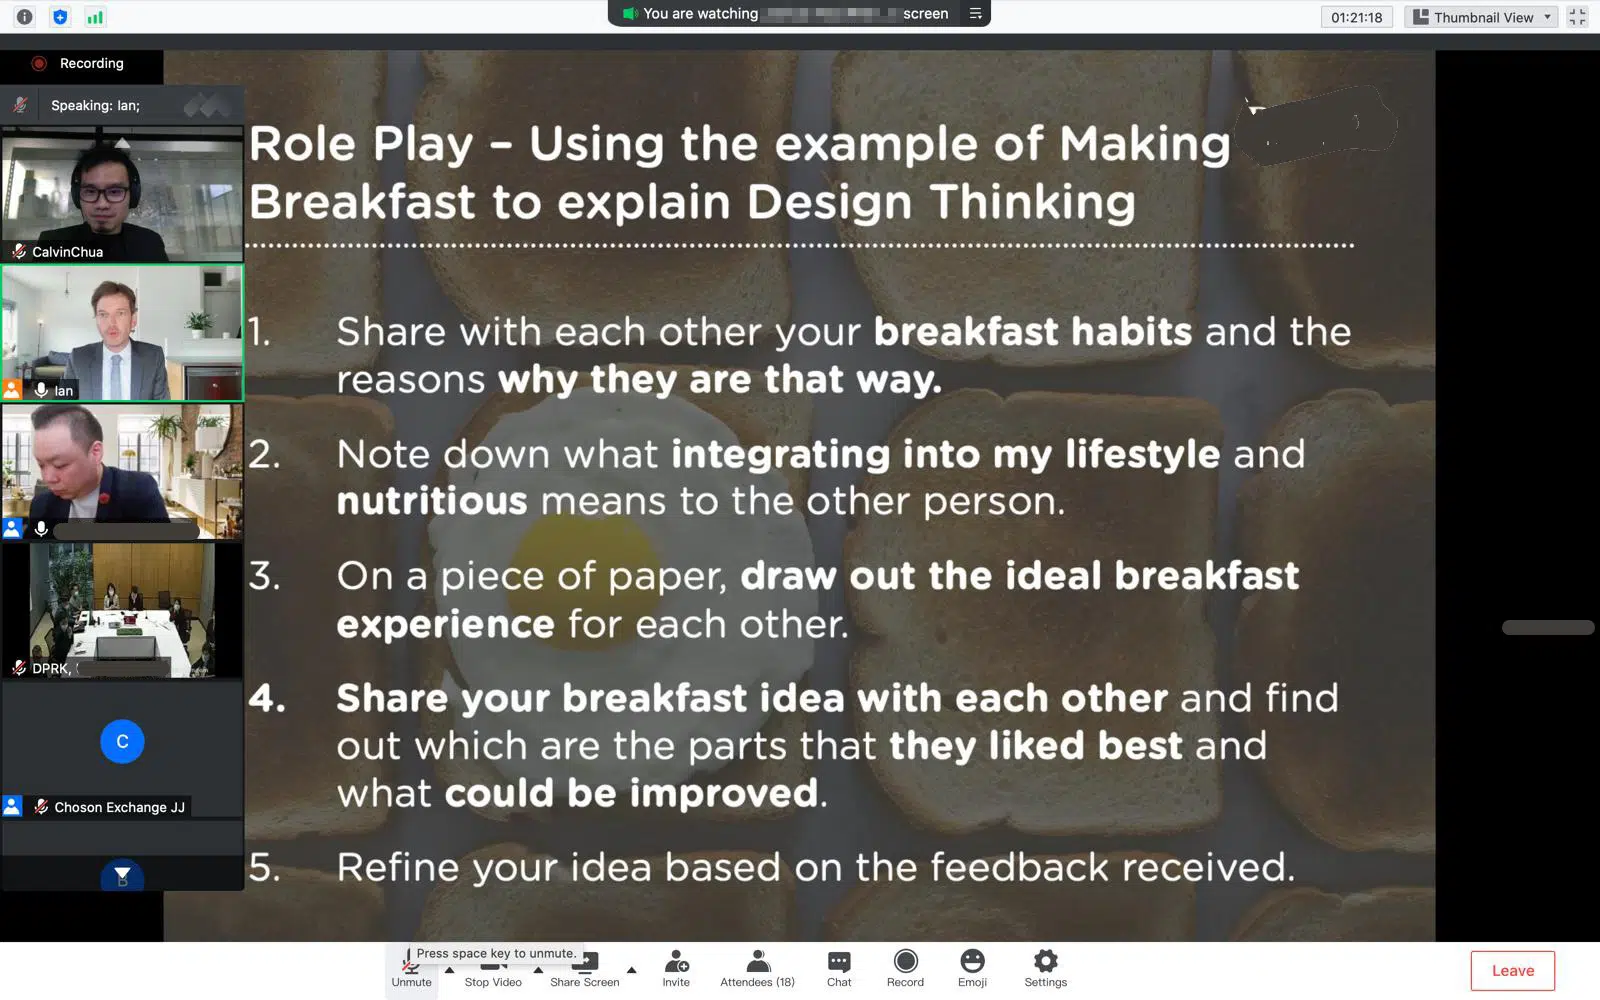 You are watching
screen
01:21:18
Thumbnail View
Recording
Speaking: Ian;
CalvinChua
Ian
DPRK,
C
Choson Exchange JJ
B
Role Play – Using the example of Making
Breakfast to explain Design Thinking
1. Share with each other your breakfast habits and the
reasons why they are that way.
2. Note down what integrating into my lifestyle and
nutritious means to the other person.
3. On a piece of paper, draw out the ideal breakfast
experience for each other.
4. Share your breakfast idea with each other and find
out which are the parts that they liked best and
what could be improved.
5. Refine your idea based on the feedback received.
Press space key to unmute.
Unmute
Stop Video
Share Screen
Invite
Attendees (18)
Chat
Record
Emoji
Settings
Leave